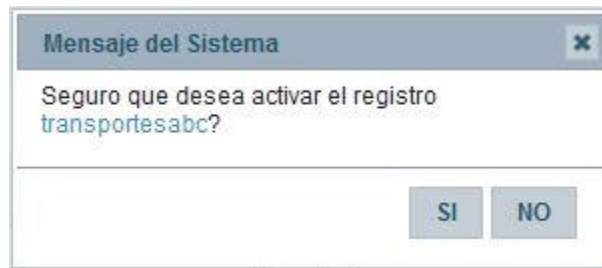 Mensaje del Sistema
Seguro que desea activar el registro
transportesabc?
SI NO